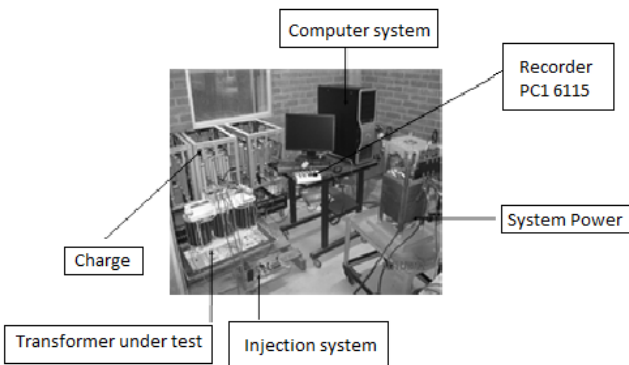 Computer system
Recorder
PC1 6115
System Power
Charge
Transformer under test
Injection system